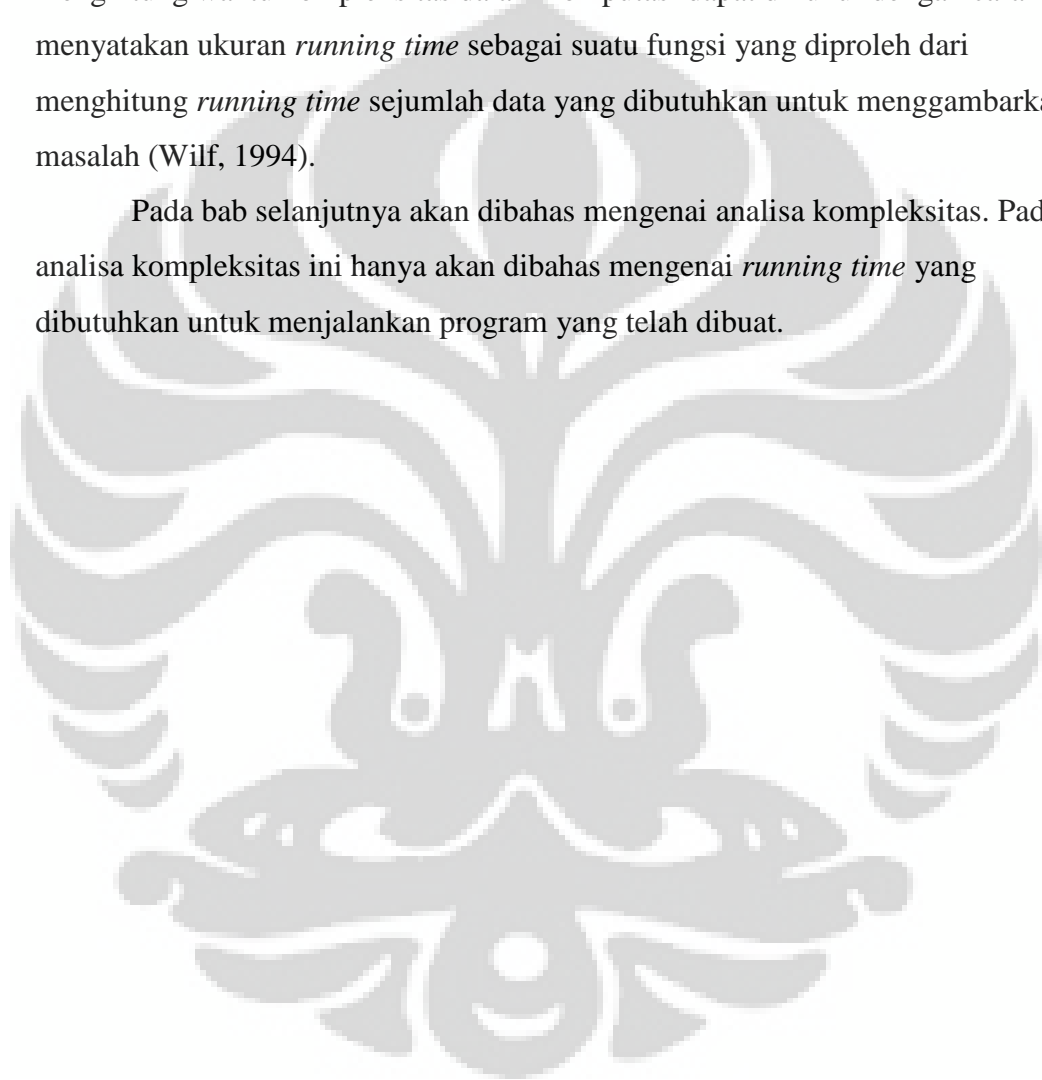 menyatakan ukuran running time sebagai suatu fungsi yang diproleh dari
menghitung running time sejumlah data yang dibutuhkan untuk menggambarka
masalah (Wilf, 1994).
Pada bab selanjutnya akan dibahas mengenai analisa kompleksitas. Pad
analisa kompleksitas ini hanya akan dibahas mengenai running time yang
dibutuhkan untuk menjalankan program yang telah dibuat.